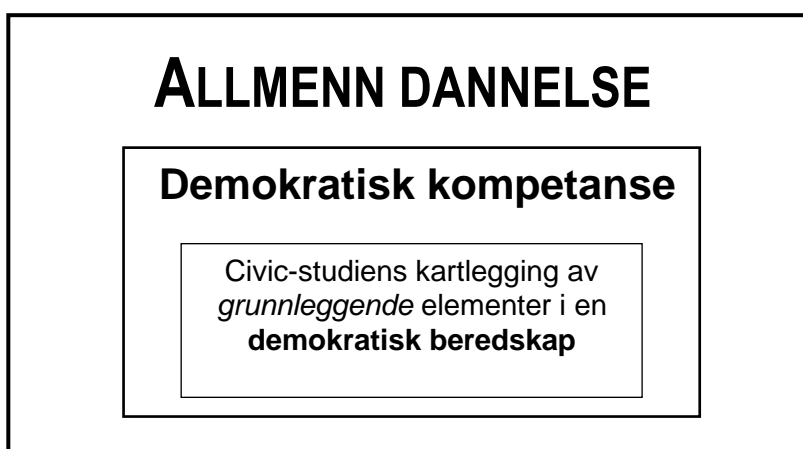 ALLMENN DANNELSE
Demokratisk kompetanse
Civic-studiens kartlegging av
grunnleggende elementer i en
demokratisk beredskap